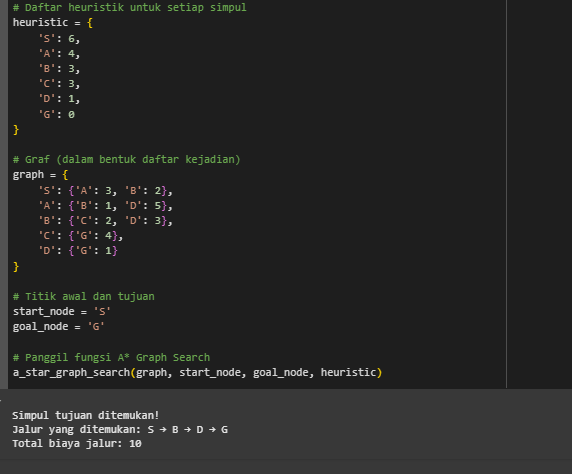 # Daftar heuristik untuk setiap simpul
heuristic = {
    'S': 6,
    'A': 4,
    'B': 3,
    'C': 3,
    'D': 1,
    'G': 0
}
# Graf (dalam bentuk daftar kejadian)
graph = {
    'S': {'A': 3, 'B': 2},
    'A': {'B': 1, 'D': 5},
    'B': {'C': 2, 'D': 3},
    'C': {'G': 4},
    'D': {'G': 1}
}
# Titik awal dan tujuan
start_node = 'S'
goal_node = 'G'
# Panggil fungsi A* Graph Search
a_star_graph_search(graph, start_node, goal_node, heuristic)
Simpul tujuan ditemukan!
Jalur yang ditemukan: S → B → D → G
Total biaya jalur: 10